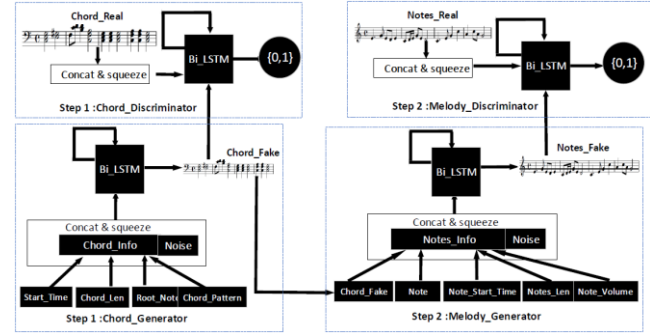 Chord_Real
Concat & squeeze
Bi_LSTM
{0,1}
Step 1 :Chord_Discriminator
Notes_Real
Concat & squeeze
Bi_LSTM
{0,1}
Step 2 :Melody_Discriminator
Bi_LSTM
Chord_Fake
Concat & squeeze
Chord_Info
Noise
Start_Time
Chord_Len
Root_Note
Chord_Pattern
Step 1 :Chord_Generator
Bi_LSTM
Notes_Fake
Concat & squeeze
Notes_Info
Noise
Chord_Fake
Note
Note_Start_Time
Notes_Len
Note_Volume
Step 2 :Melody_Generator